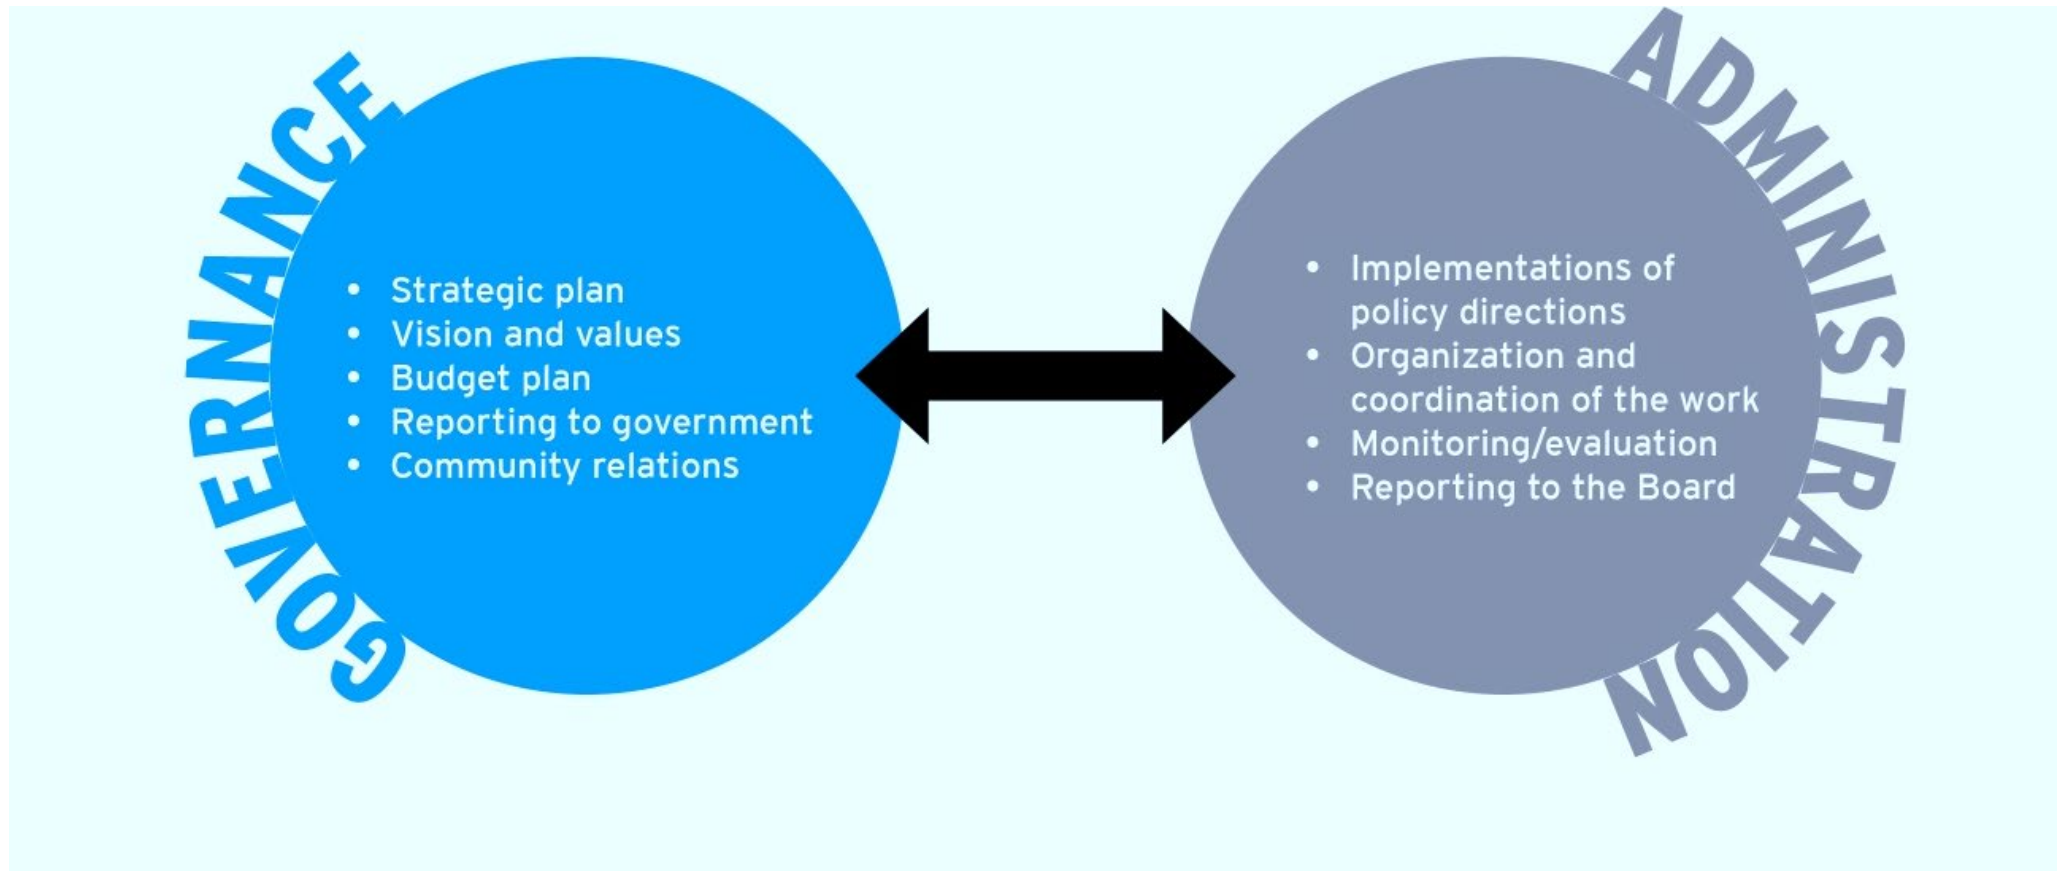 GOVERNANCE
• Strategic plan
• Vision and values
• Budget plan
• Reporting to government
• Community relations
ADMINISTRATION
• Implementations of
policy directions
• Organization and
coordination of the work
• Monitoring/evaluation
• Reporting to the Board